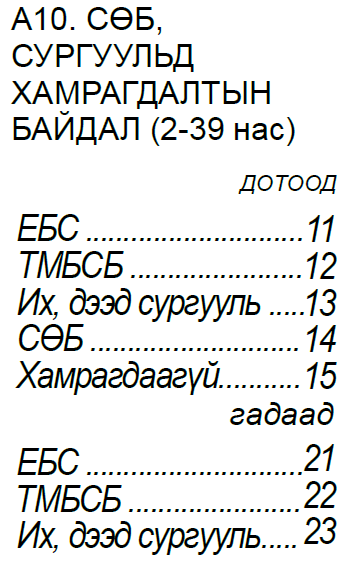 А10. СӨБ,
СУРГУУЛЬД
ХАМРАГДАЛТЫН
БАЙДАЛ (2-39 нас)
ДОТООД
ЕБС ............................11
ТМБСБ ......................12
Их, дээд сургууль .....13
СӨБ ...........................14
Хамрагдаагүй...........15
гадаад
ЕБС ............................21
ТМБСБ ......................22
Их, дээд сургууль..... 23